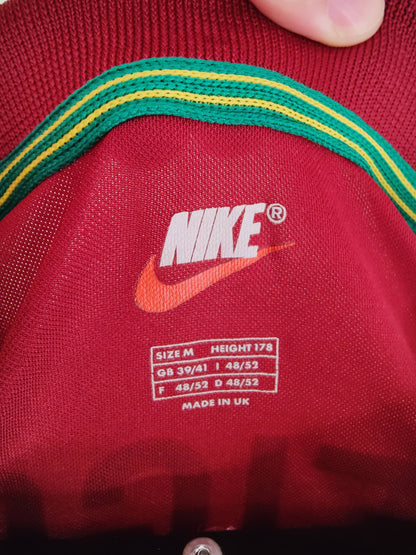 NIKE®
SIZE M HEIGHT 178
GB 39/41 I 48/52
F 48/52 D 48/52
MADE IN UK